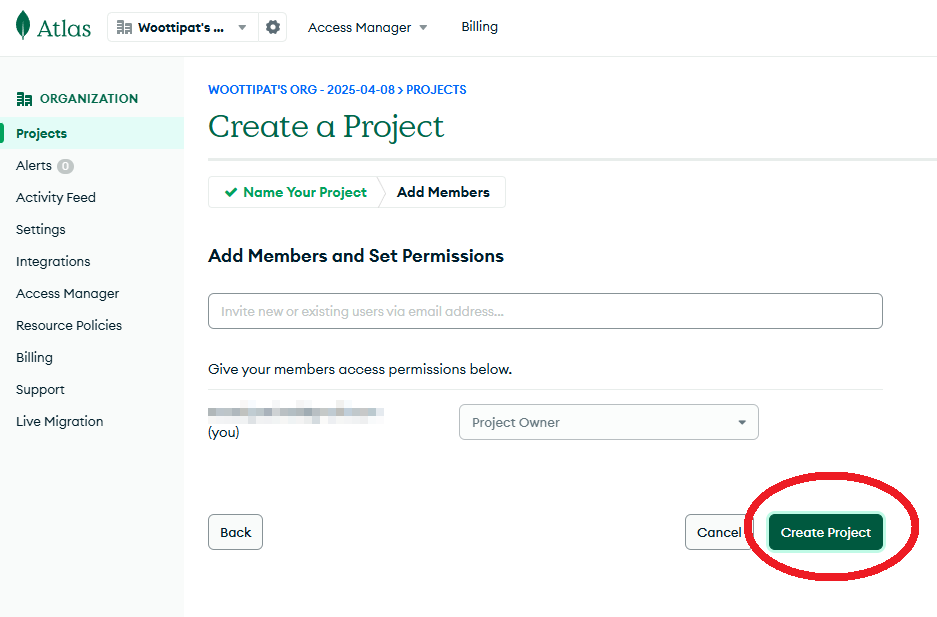 Atlas
Woottipat's ...
Access Manager
Billing
ORGANIZATION
Projects
Alerts 0
Activity Feed
Settings
Integrations
Access Manager
Resource Policies
Billing
Support
Live Migration
WOOTTIPAT'S ORG - 2025-04-08 > PROJECTS
Create a Project
Name Your Project
Add Members
Add Members and Set Permissions
Invite new or existing users via email address...
Give your members access permissions below.
(you)
Project Owner
Back
Cancel
Create Project